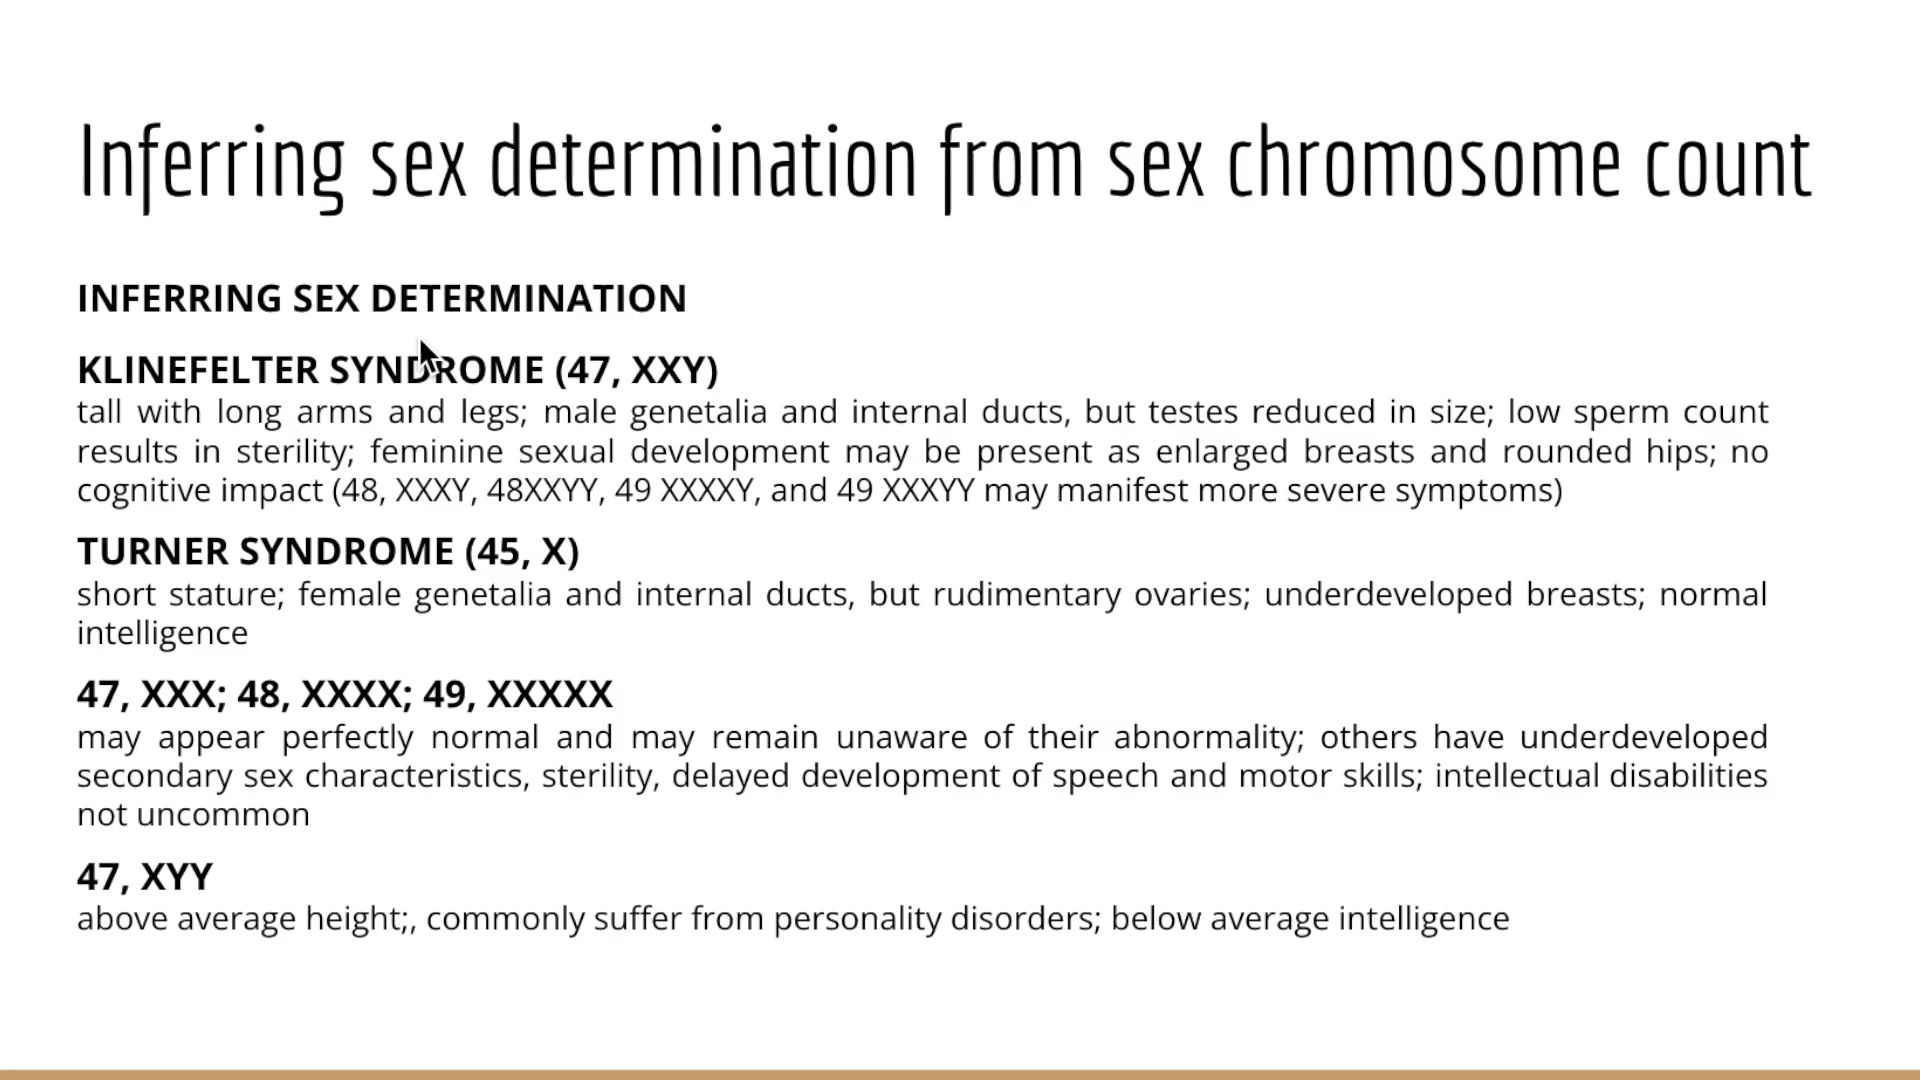 Inferring sex determination from sex chromosome count
INFERRING SEX DETERMINATION
KLINEFELTER SYNDROME (47, XXY)
tall with long arms and legs; male genetalia and internal ducts, but testes reduced in size; low sperm count
results in sterility; feminine sexual development may be present as enlarged breasts and rounded hips; no
cognitive impact (48, XXXY, 48XXYY, 49 XXXXY, and 49 XXXYY may manifest more severe symptoms)
TURNER SYNDROME (45, X)
short stature; female genetalia and internal ducts, but rudimentary ovaries; underdeveloped breasts; normal
intelligence
47, XXX; 48, XXXX; 49, XXXXX
may appear perfectly normal and may remain unaware of their abnormality; others have underdeveloped
secondary sex characteristics, sterility, delayed development of speech and motor skills; intellectual disabilities
not uncommon
47, XYY
above average height;, commonly suffer from personality disorders; below average intelligence